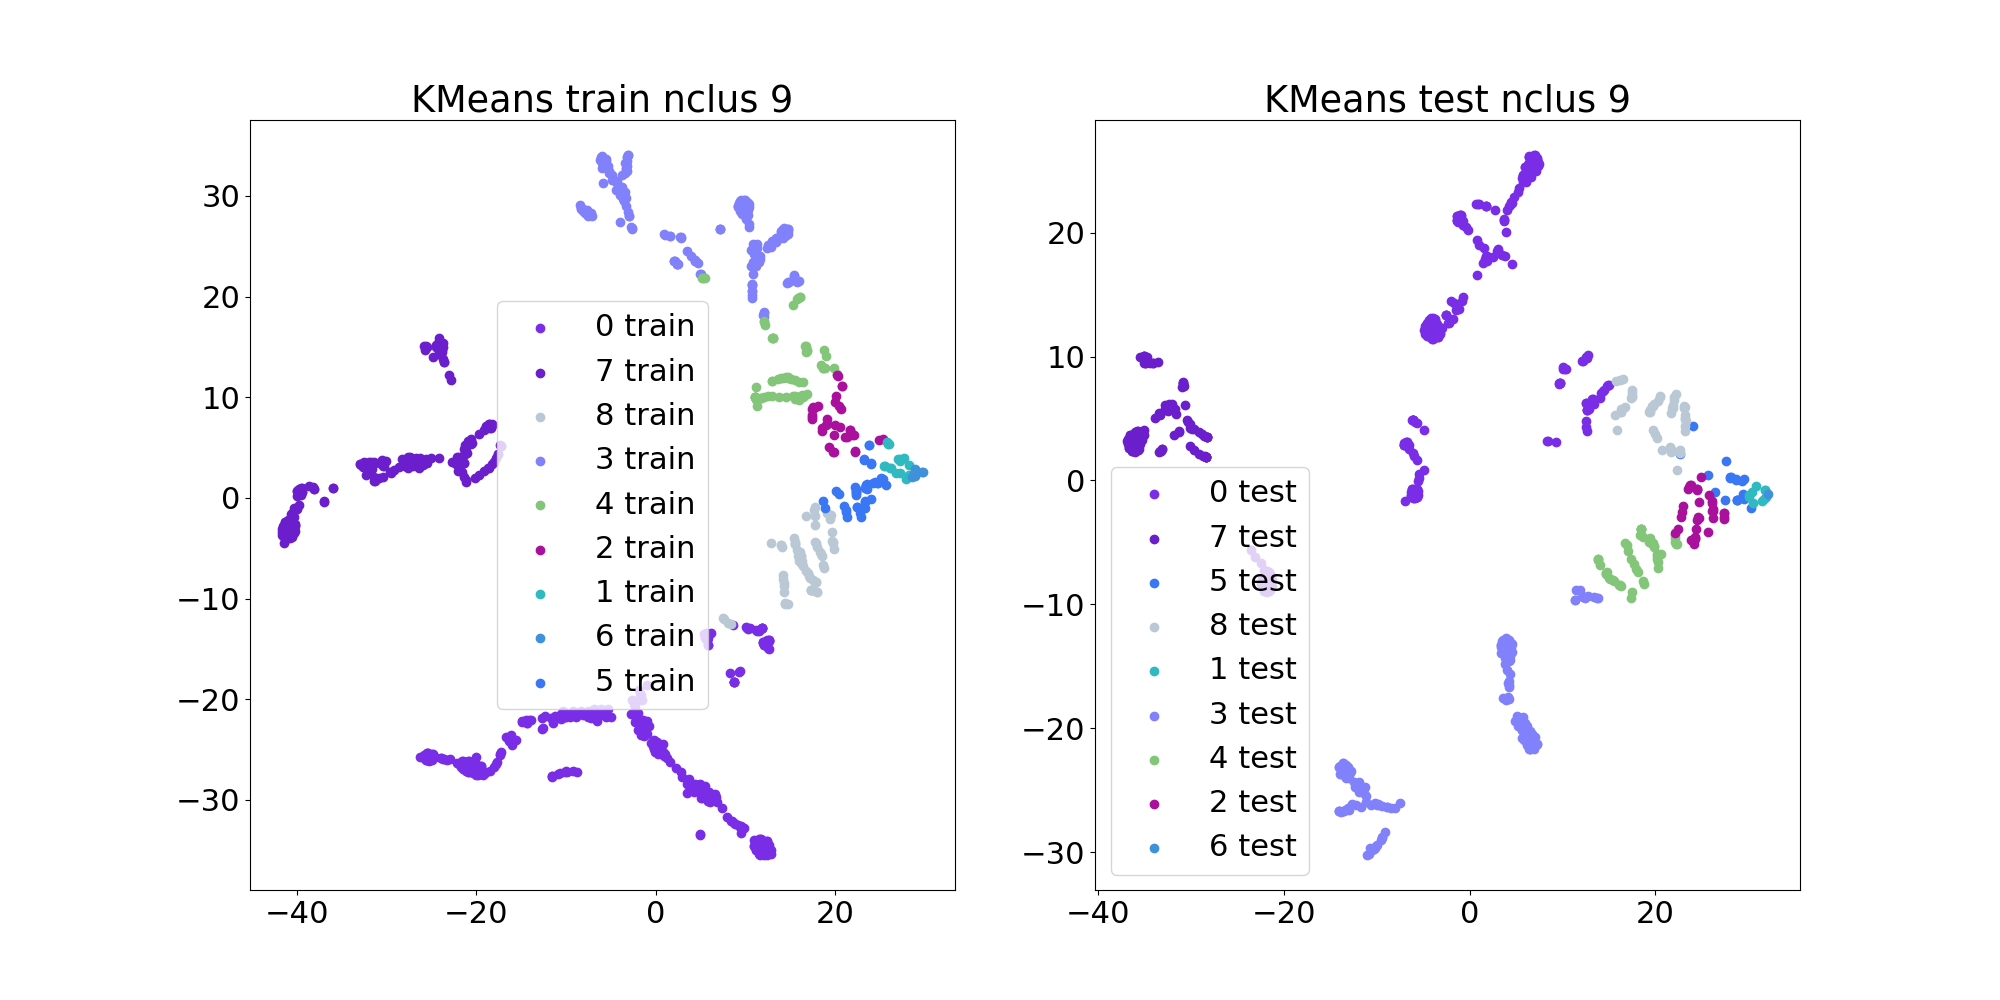 KMeans train nclus 9
30
20
10
0
−10
−20
−30
−40
−20
0
20
0 train
7 train
8 train
3 train
4 train
2 train
1 train
6 train
5 train
KMeans test nclus 9
20
10
0
−10
−20
−30
−40
−20
0
20
0 test
7 test
5 test
8 test
1 test
3 test
4 test
2 test
6 test